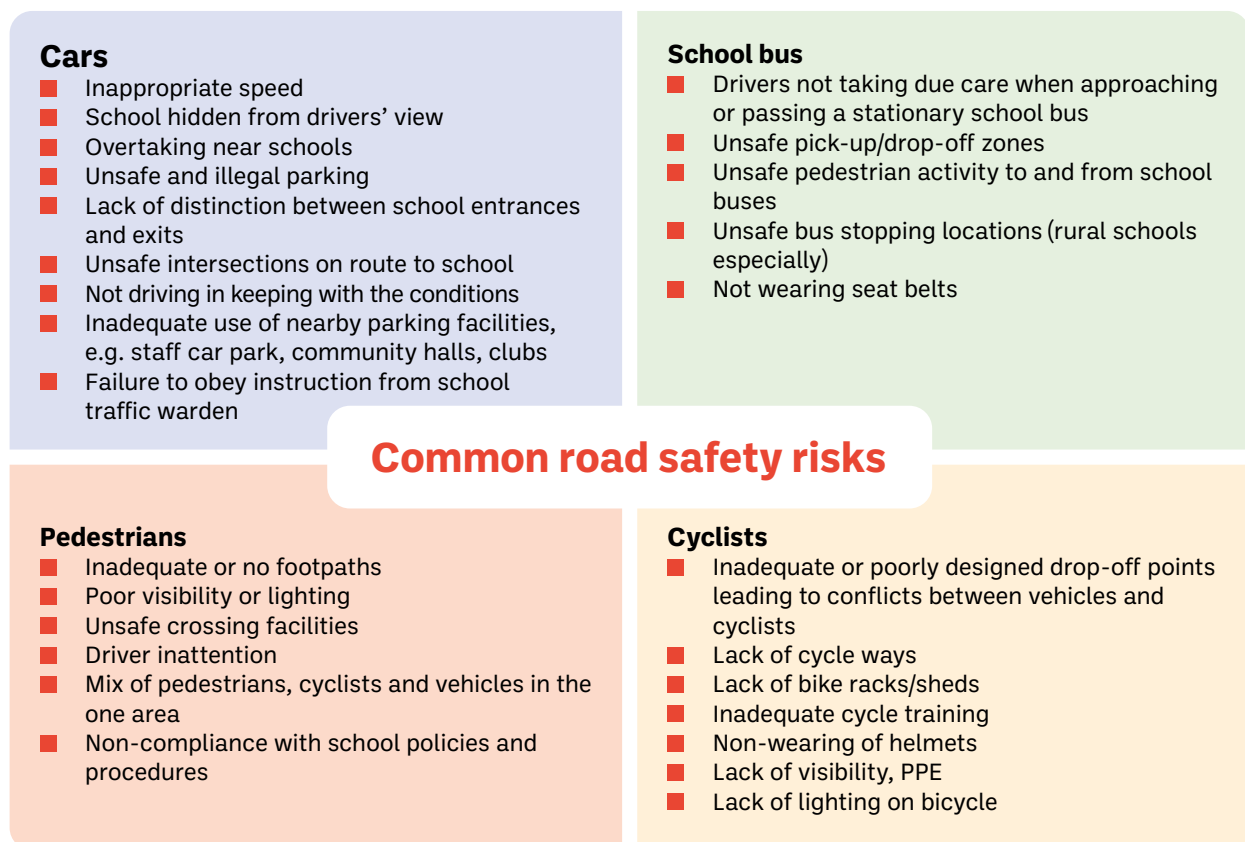 Cars
Inappropriate speed
School hidden from drivers’ view
Overtaking near schools
Unsafe and illegal parking
Lack of distinction between school entrances
and exits
Unsafe intersections on route to school
Not driving in keeping with the conditions
Inadequate use of nearby parking facilities,
e.g. staff car park, community halls, clubs
Failure to obey instruction from school
traffic warden
School bus
Drivers not taking due care when approaching
or passing a stationary school bus
Unsafe pick-up/drop-off zones
Unsafe pedestrian activity to and from school
buses
Unsafe bus stopping locations (rural schools
especially)
Not wearing seat belts
Common road safety risks
Pedestrians
Inadequate or no footpaths
Poor visibility or lighting
Unsafe crossing facilities
Driver inattention
Mix of pedestrians, cyclists and vehicles in the
one area
Non-compliance with school policies and
procedures
Cyclists
Inadequate or poorly designed drop-off points
leading to conflicts between vehicles and
cyclists
Lack of cycle ways
Lack of bike racks/sheds
Inadequate cycle training
Non-wearing of helmets
Lack of visibility, PPE
Lack of lighting on bicycle